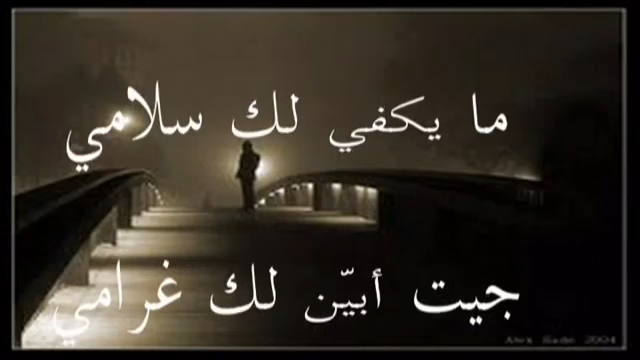 ما يكفي لك سلامي
جيت أبيّن لك غرامي